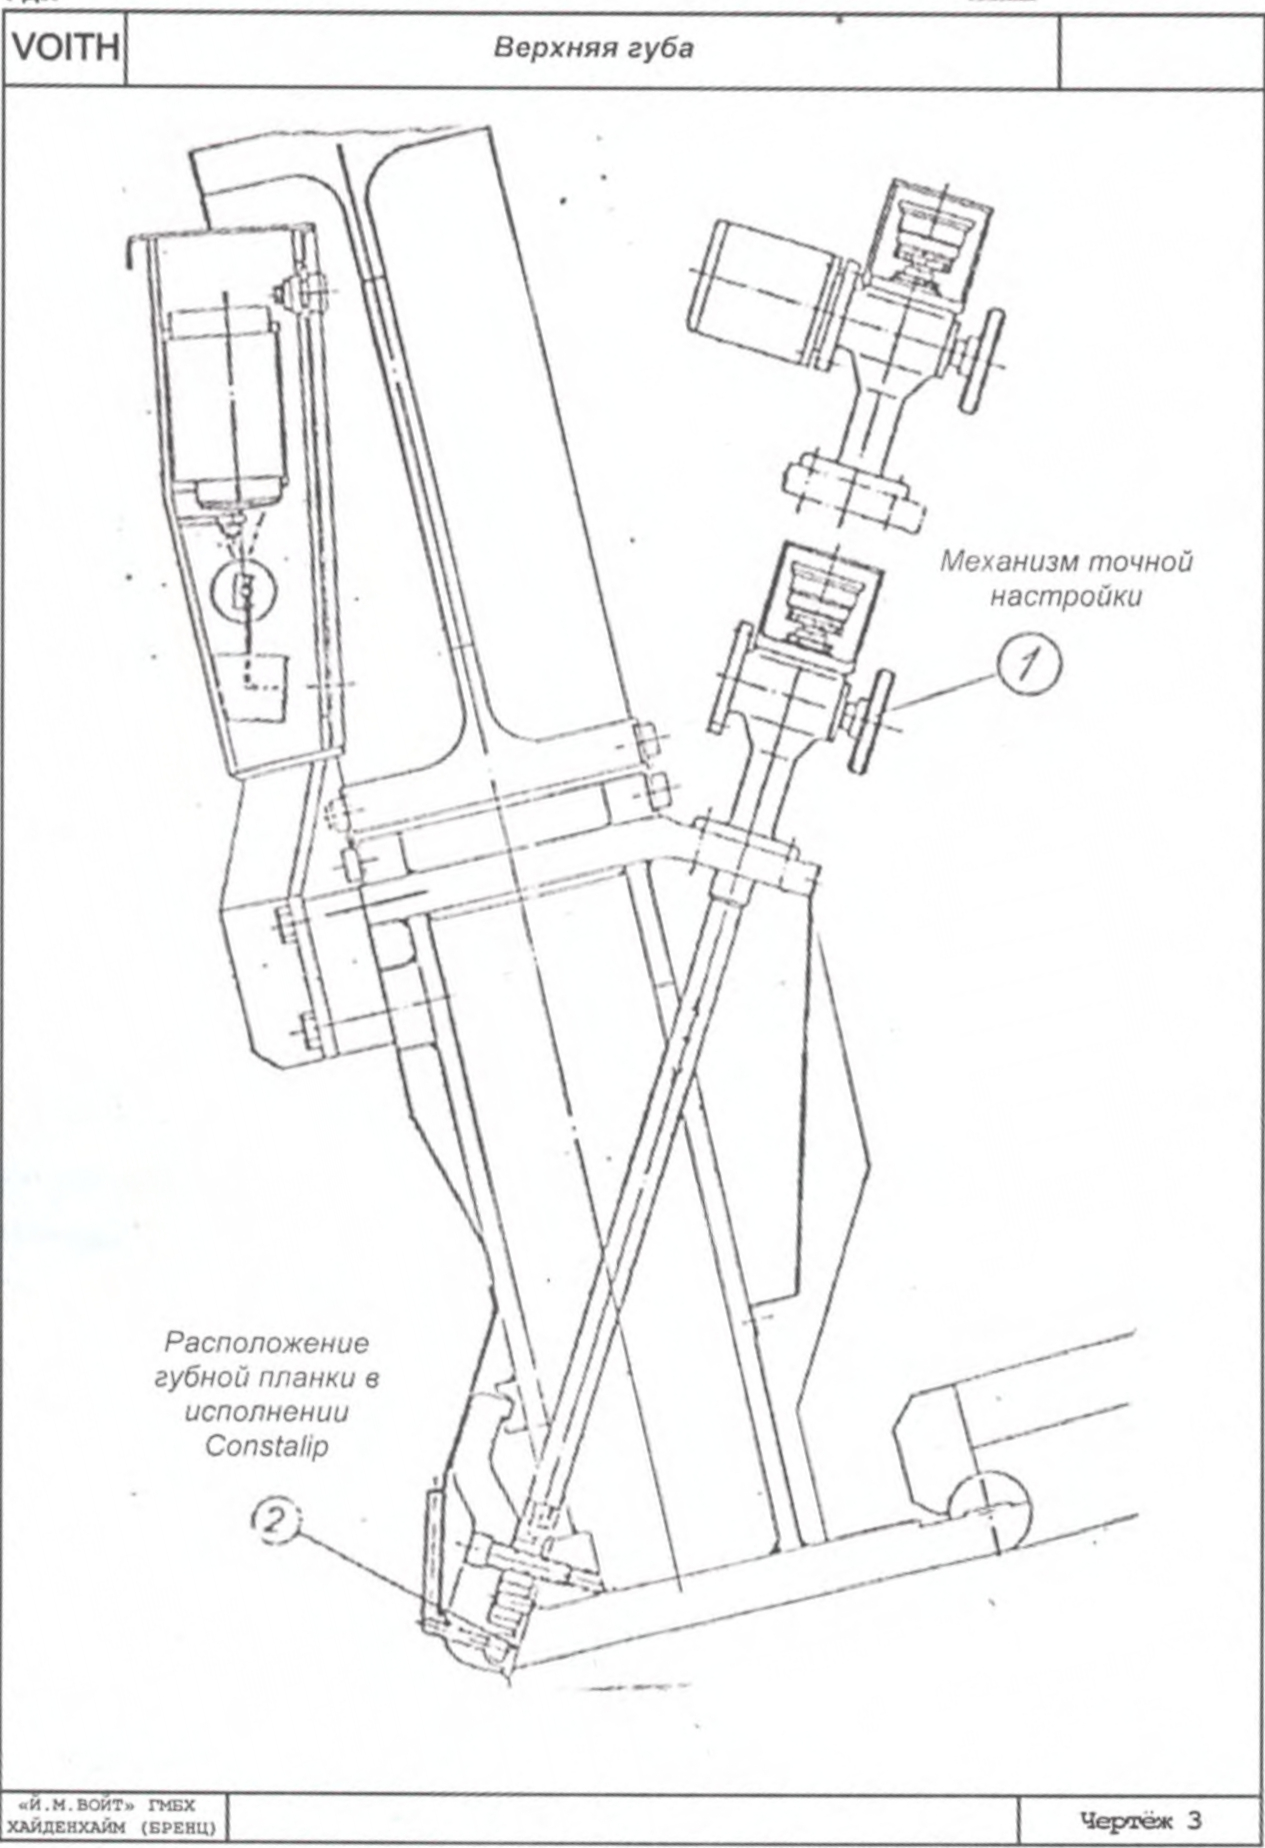 VOITH
Верхняя губа
Механизм точной
настройки
1
Расположение
губной планки в
исполнении
Constalip
2
«Й.М.ВОЙТ» ГМБХ
ХАЙДЕНХАЙМ (БРЕНЦ)
Чертёж 3